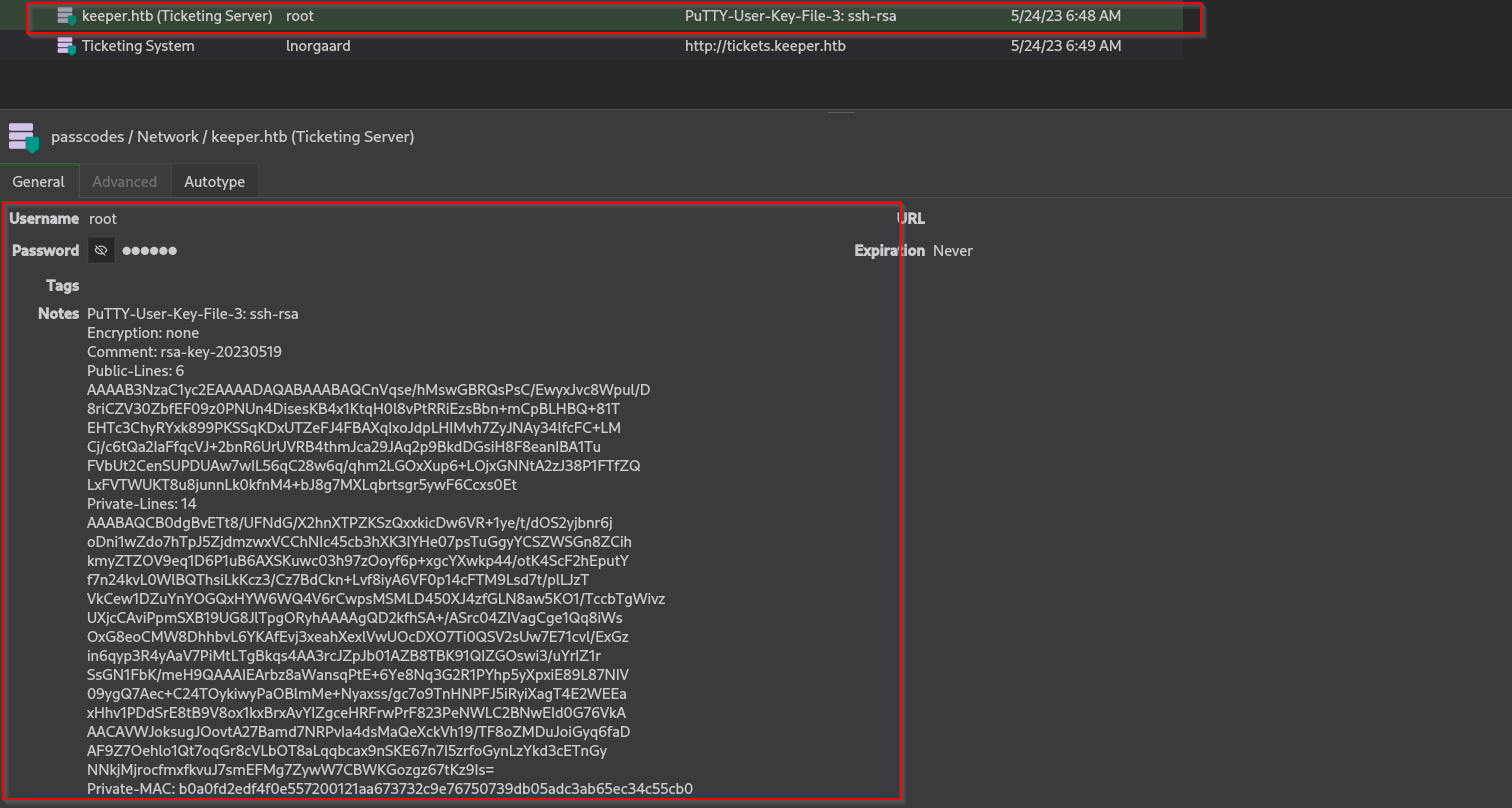 keeper.htb (Ticketing Server) root PuTTY-User-Key-File-3: ssh-rsa 5/24/23 6:48 AM
Ticketing System lnorgaard http://tickets.keeper.htb 5/24/23 6:49 AM
passcodes / Network / keeper.htb (Ticketing Server)
General Advanced Autotype
Username root URL
Password ●●●●●● Expiration Never
Tags
Notes PuTTY-User-Key-File-3: ssh-rsa
Encryption: none
Comment: rsa-key-20230519
Public-Lines: 6
AAAAB3NzaC1yc2EAAAADAQABAAABAQCnVqse/hMswGBRQsPsC/EwyxJvc8Wpul/D
8riCZV30ZbfEF09z0PNUn4DisesKB4x1KtqH0l8vPtRRiEzsBbn+mCpBLHBQ+81T
EHTc3ChyRYxk899PKSSqKDxUTZeFJ4FBAXqIxoJdpLHIMvh7ZyJNAy34lfcFC+LM
Cj/c6tQa2IaFfqcVJ+2bnR6UrUVRB4thmJca29JAq2p9BkdDGsiH8F8eanIBA1Tu
FVbUt2CenSUPDUAw7wIL56qC28w6q/qhm2LGOxXup6+LOjxGNNtA2zJ38P1FTfZQ
LxFVTWUKT8u8junnLk0kfnM4+bJ8g7MXLqbrtsgr5ywF6Ccxs0Et
Private-Lines: 14
AAABAQCB0dgBvETt8/UFNdG/X2hnXTPZKSzQxxkicDw6VR+1ye/t/dOS2yjbnr6j
oDni1wZdo7hTpJ5ZjdmzwxVCChNIc45cb3hXK3IYHe07psTuGgyYCSZWSGn8ZCih
kmyZTZOV9eq1D6P1uB6AXSKuwc03h97zOoyf6p+xgcYXwkp44/otK4ScF2hEputY
f7n24kvL0WlBQThsiLkKcz3/Cz7BdCkn+Lvf8iyA6VF0p14cFTM9Lsd7t/plLJzT
VkCew1DZuYnYOGQxHYW6WQ4V6rCwpsMSMLD450XJ4zfGLN8aw5KO1/TccbTgWivz
UXjcCAviPpmSXB19UG8JlTpgORyhAAAAgQD2kfhSA+/ASrc04ZIVagCge1Qq8iWs
OxG8eoCMW8DhhbvL6YKAfEvj3xeahXexlVwUOcDXO7Ti0QSV2sUw7E71cvl/ExGz
in6qyp3R4yAaV7PiMtLTgBkqs4AA3rcJZpJb01AZB8TBK91QIZGOswi3/uYrIZ1r
SsGN1FbK/meH9QAAAIEArbz8aWansqPtE+6Ye8Nq3G2R1PYhp5yXpxiE89L87NIV
09ygQ7Aec+C24TOykiwyPaOBlmMe+Nyaxss/gc7o9TnHNPFJ5iRyiXagT4E2WEEa
xHhv1PDdSrE8tB9V8ox1kxBrxAvYIZgceHRFrwPrF823PeNWLC2BNwEId0G76VkA
AACAVWJoksugJOovtA27Bamd7NRPvIa4dsMaQeXckVh19/TF8oZMDuJoiGyq6faD
AF9Z7Oehlo1Qt7oqGr8cVLbOT8aLqqbcax9nSKE67n7I5zrfoGynLzYkd3cETnGy
NNkjMjrocfmxfkvuJ7smEFMg7ZywW7CBWKGozgz67tKz9Is=
Private-MAC: b0a0fd2edf4f0e557200121aa673732c9e76750739db05adc3ab65ec34c55cb0